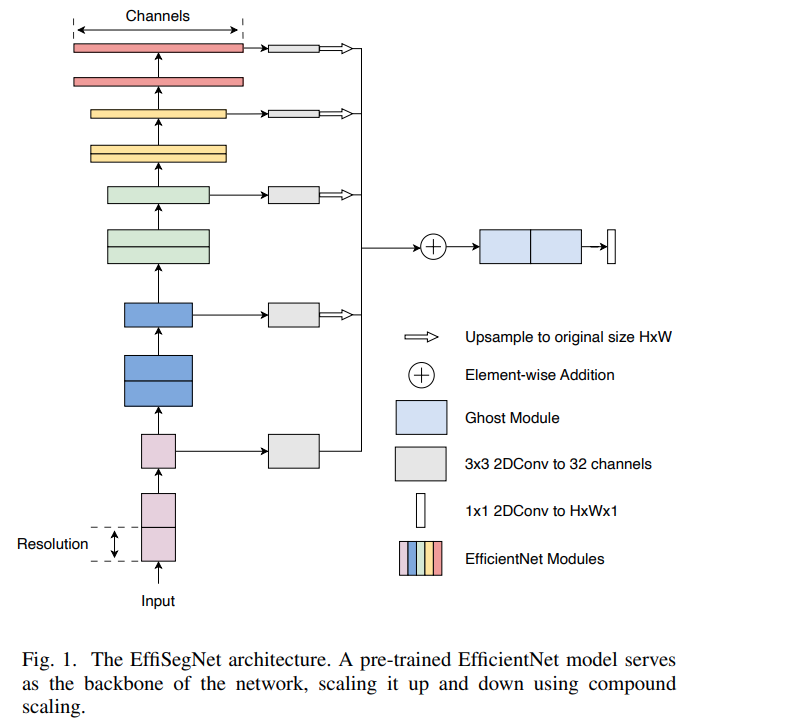 Channels
Upsample to original size HxW
Element-wise Addition
Ghost Module
3x3 2DConv to 32 channels
1x1 2DConv to HxWx1
EfficientNet Modules
Resolution
Input
Fig. 1. The EffiSegNet architecture. A pre-trained EfficientNet model serves
as the backbone of the network, scaling it up and down using compound
scaling.